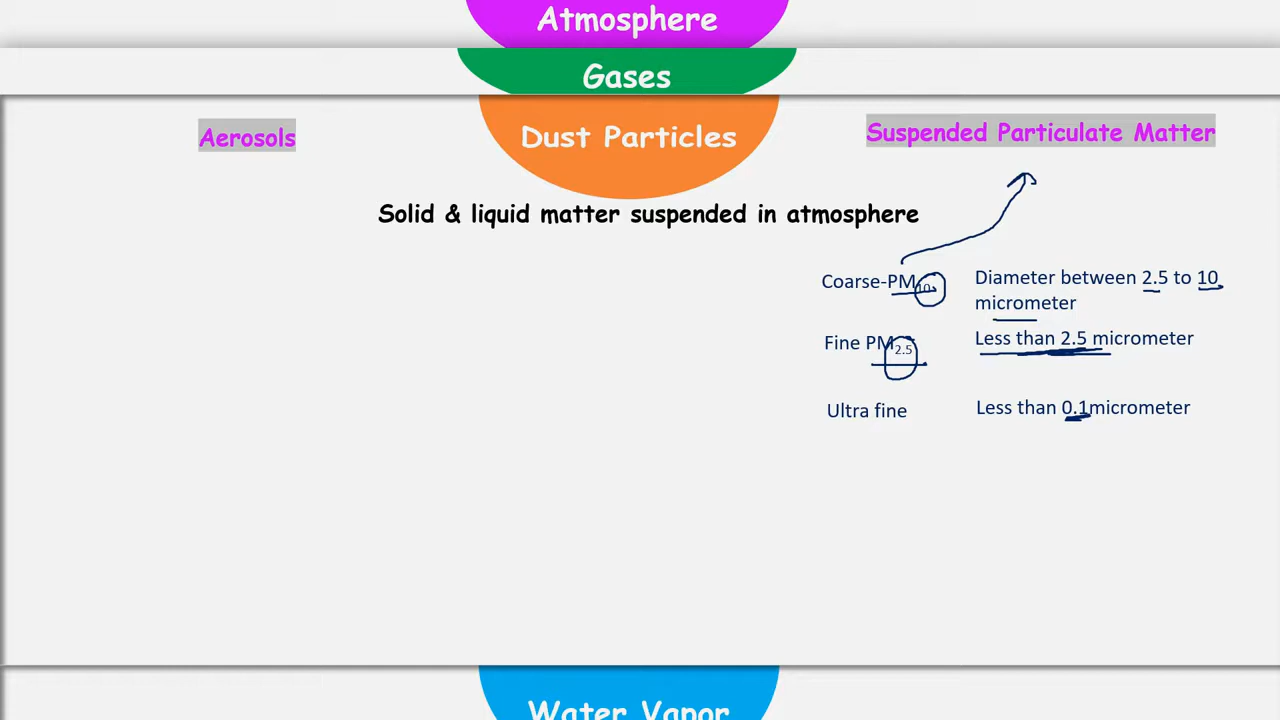 Atmosphere
Gases
Aerosols
Dust Particles
Suspended Particulate Matter
Solid & liquid matter suspended in atmosphere
Coarse-PM10
Diameter between 2.5 to 10
micrometer
Fine PM2.5
Less than 2.5 micrometer
Ultra fine
Less than 0.1micrometer
Water Vapor